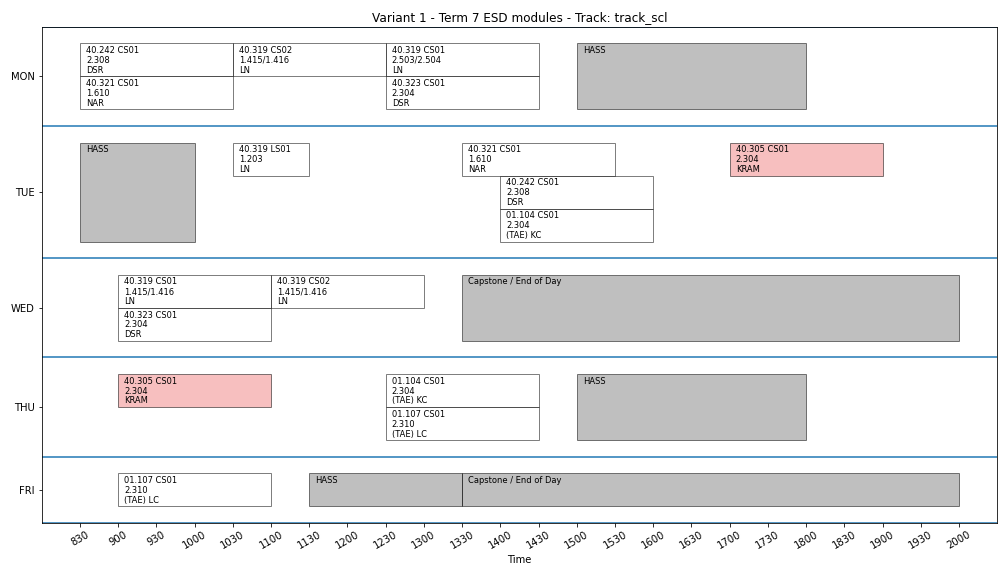 Variant 1 - Term 7 ESD modules - Track: track_scl
MON
40.242 CS01
2.308
DSR
40.319 CS02
1.415/1.416
LN
40.319 CS01
2.503/2.504
LN
HASS
40.321 CS01
1.610
NAR
40.323 CS01
2.304
DSR
TUE
HASS
40.319 LS01
1.203
LN
40.321 CS01
1.610
NAR
40.305 CS01
2.304
KRAM
40.242 CS01
2.308
DSR
01.104 CS01
2.304
(TAE) KC
WED
40.319 CS01
1.415/1.416
LN
40.319 CS02
1.415/1.416
LN
Capstone / End of Day
40.323 CS01
2.304
DSR
THU
40.305 CS01
2.304
KRAM
01.104 CS01
2.304
(TAE) KC
HASS
01.107 CS01
2.310
(TAE) LC
FRI
01.107 CS01
2.310
(TAE) LC
HASS
Capstone / End of Day
830 900 930 1000 1030 1100 1130 1200 1230 1300 1330 1400 1430 1500 1530 1600 1630 1700 1730 1800 1830 1900 1930 2000
Time